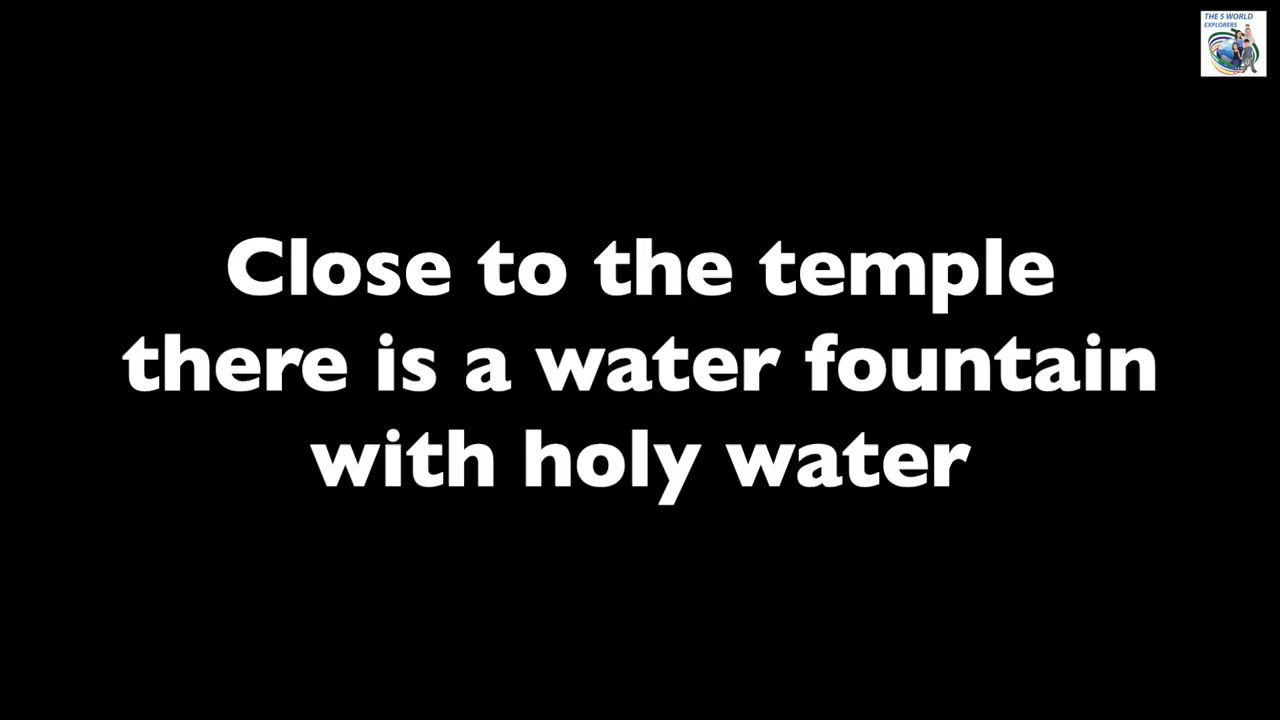 THE 5 WORLD
EXPLORERS
Close to the temple
there is a water fountain
with holy water